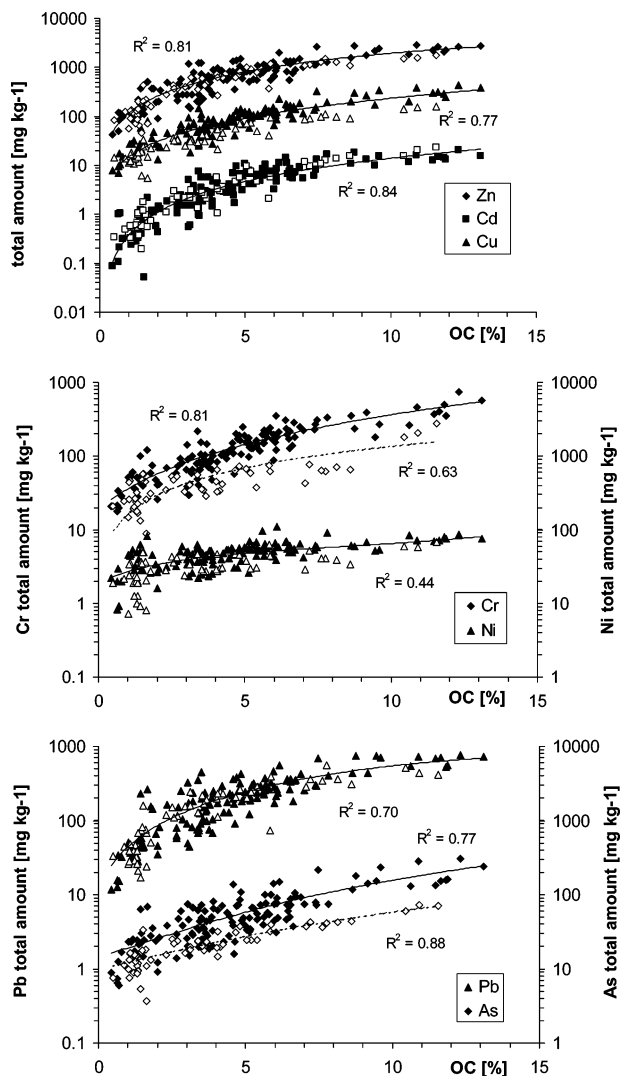 10000
1000
100
10
1
0.1
0.01
total amount [mg kg-1]
R² = 0.81
R² = 0.77
R² = 0.84
Zn
Cd
Cu
0
5
10
15
OC [%]
1000
100
10
1
0.1
Cr total amount [mg kg-1]
R² = 0.81
R² = 0.63
R² = 0.44
Cr
Ni
10000
1000
100
10
1
Ni total amount [mg kg-1]
0
5
10
15
OC [%]
1000
100
10
1
0.1
Pb total amount [mg kg-1]
R² = 0.70
R² = 0.77
R² = 0.88
Pb
As
10000
1000
100
10
1
As total amount [mg kg-1]
0
5
10
15
OC [%]